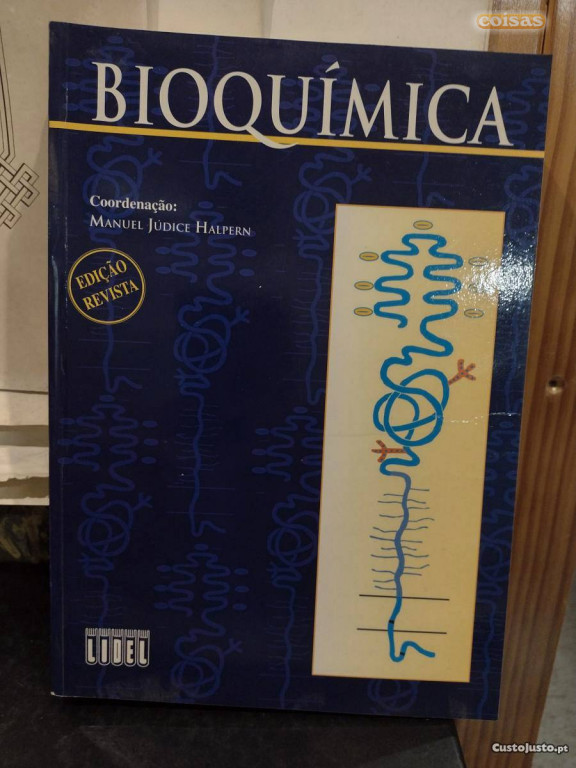 coisas
BIOQUÍMICA
Coordenação:
MANUEL JÚDICE HALPERN
EDIÇÃO
REVISTA
LIDEL
CustoJusto.pt